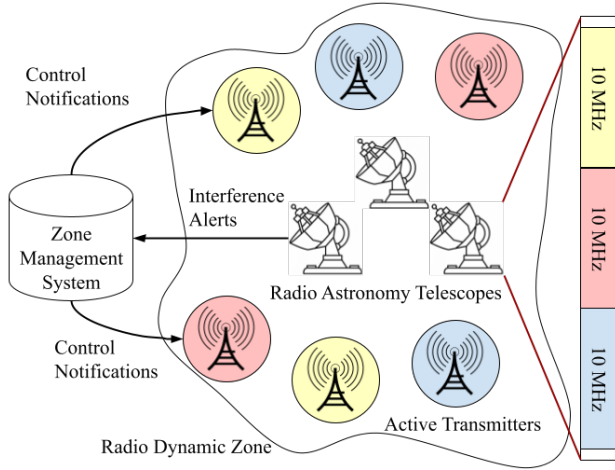 Control
Notifications
Interference
Alerts
Zone
Management
System
Radio Astronomy Telescopes
Control
Notifications
Active Transmitters
Radio Dynamic Zone
10 MHz
10 MHz
10 MHz